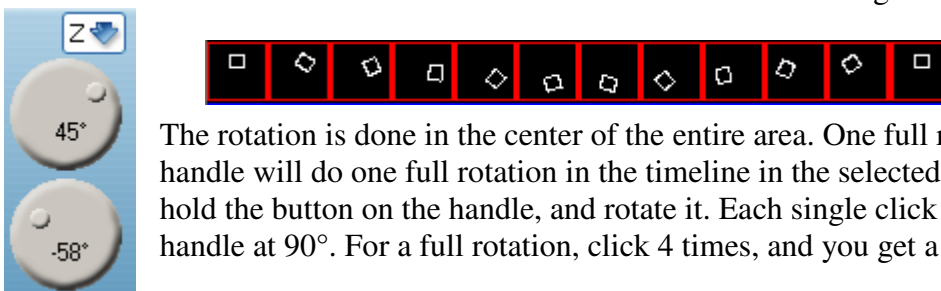 Z
45°
-58°
The rotation is done in the center of the entire area. One full
handle will do one full rotation in the timeline in the selected
hold the button on the handle, and rotate it. Each single click
handle at 90°. For a full rotation, click 4 times, and you get a